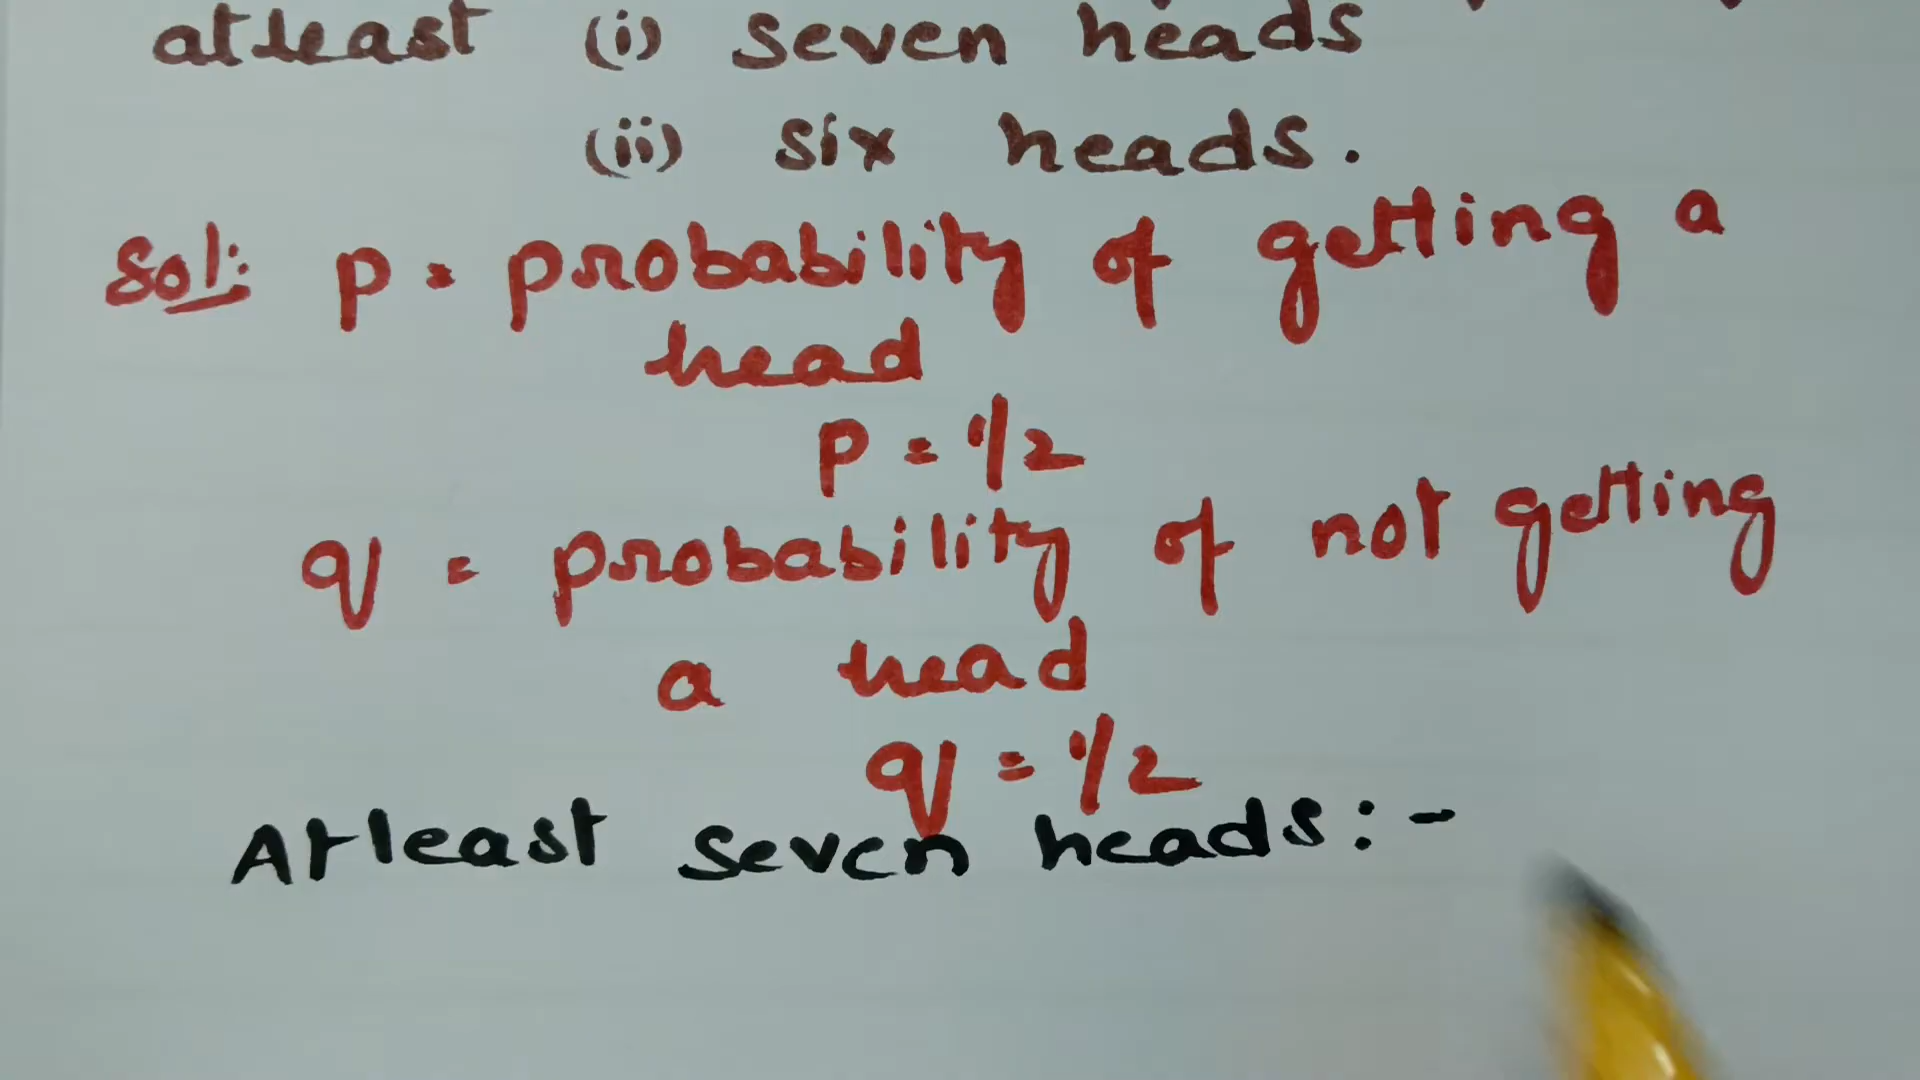 atleast (i) seven heads
(ii) six heads.
Sol: p = probability of getting a
head
p = 1/2
q = probability of not getting
a head
q = 1/2
Atleast seven heads:-